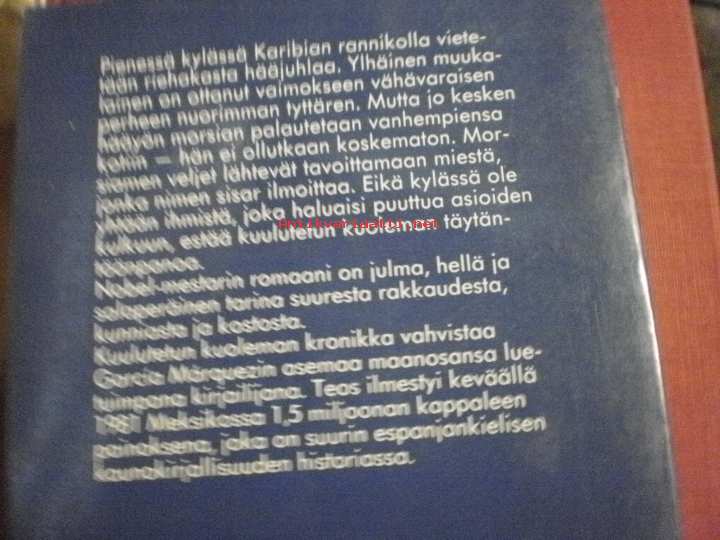 Pienessä kylässä Karibian rannikolla viete-
tään riehakasta hääjuhlaa. Ylhäinen muuka-
lainen on ottanut vaimokseen vähävaraisen
perheen nuorimman tyttären. Mutta jo kesken
hääyön morsian palautetaan vanhempiensa
kotiin – hän ei ollutkaan koskematon. Mor-
siamen veljet lähtevät tavoittamaan miestä,
jonka nimen sisar ilmoittaa. Eikä kylässä ole
yhtään ihmistä, joka haluaisi puuttua asioiden
kulkuun, estää kuulutetun kuoleman täytän-
töönpanoa.
Nobel-mestarin romaani on julma, hellä ja
salaperäinen tarina suuresta rakkaudesta,
kunniasta ja kostosta.
Kuulutetun kuoleman kronikka vahvistaa
García Márquezin asemaa maanosansa lue-
tuimpana kirjailijana. Teos ilmestyi keväällä
1981 Meksikossa 1,5 miljoonan kappaleen
painoksena, joka on suurin espanjankielisen
kaunokirjallisuuden historiassa.
Antikvariaatti.net